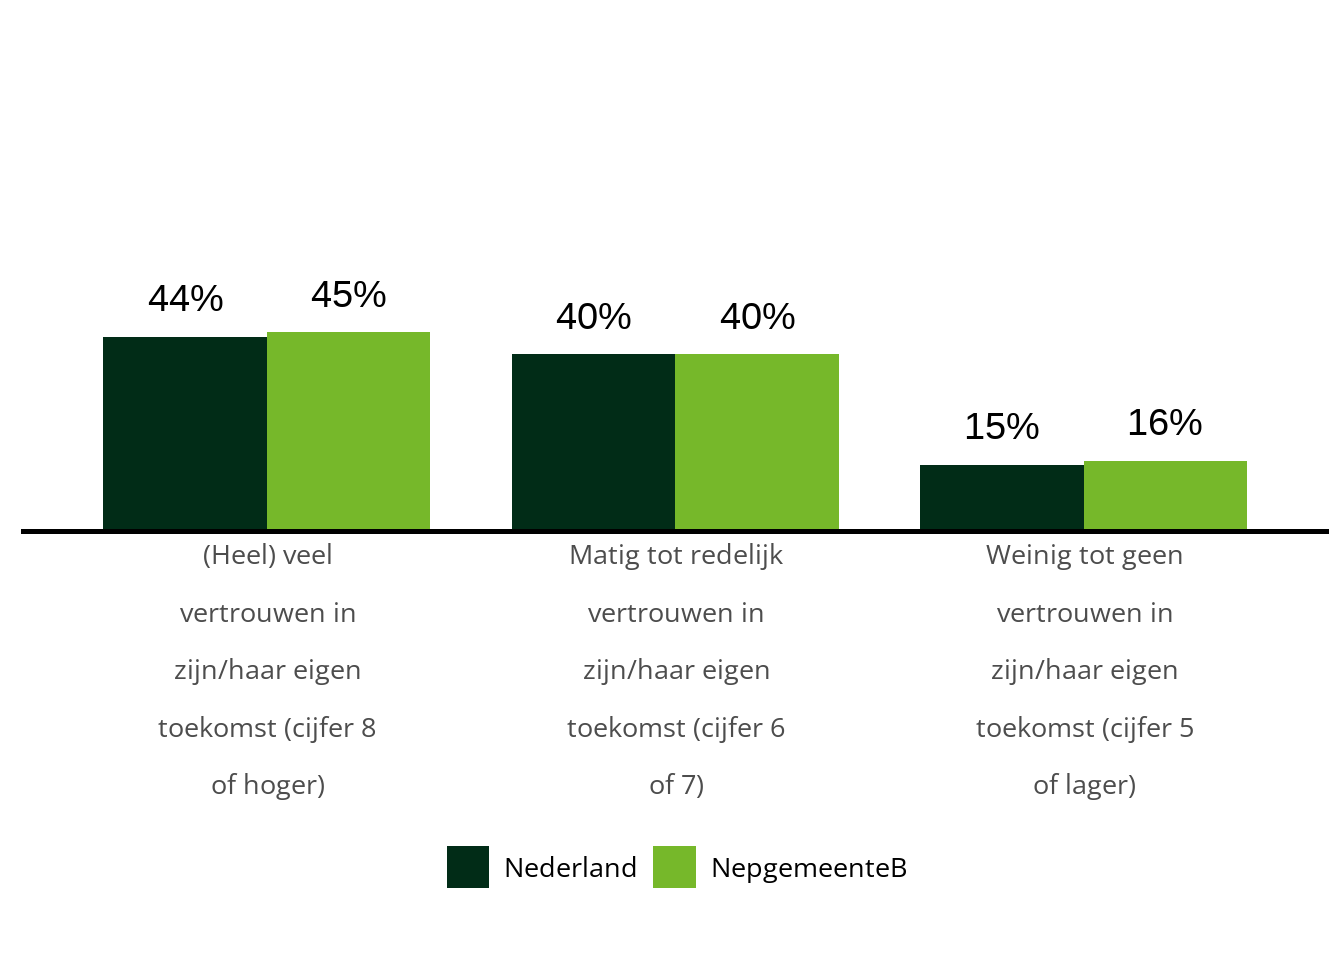 44%
45%
40%
40%
15%
16%
(Heel) veel
vertrouwen in
zijn/haar eigen
toekomst (cijfer 8
of hoger)
Matig tot redelijk
vertrouwen in
zijn/haar eigen
toekomst (cijfer 6
of 7)
Weinig tot geen
vertrouwen in
zijn/haar eigen
toekomst (cijfer 5
of lager)
Nederland
NepgemeenteB